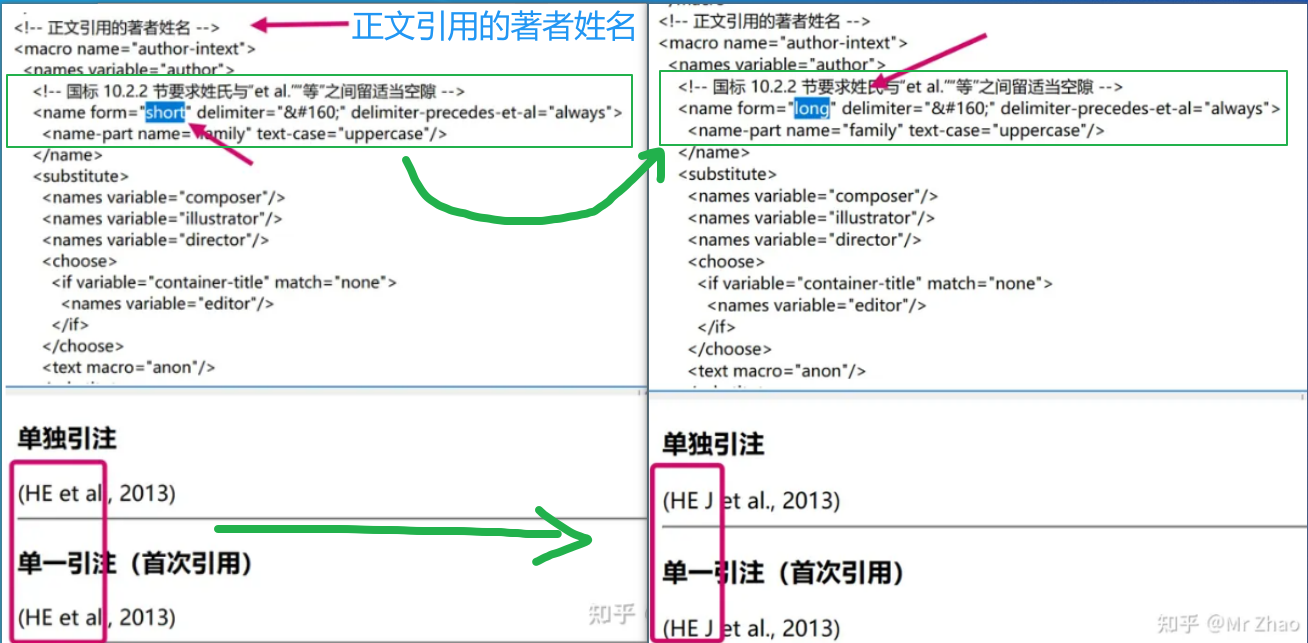 <!-- 正文引用的著者姓名 -->
正文引用的著者姓名
<macro name="author-intext">
<names variable="author">
<!-- 国标 10.2.2 节要求姓氏与"et al.""等"之间留适当空隙 -->
<name form="short" delimiter="&#160;" delimiter-precedes-et-al="always">
<name-part name="family" text-case="uppercase"/>
</name>
<substitute>
<names variable="composer"/>
<names variable="illustrator"/>
<names variable="director"/>
<choose>
<if variable="container-title" match="none">
<names variable="editor"/>
</if>
</choose>
<text macro="anon"/>
单独引注
(HE et al., 2013)
单一引注（首次引用）
(HE et al., 2013)
知乎
<!-- 正文引用的著者姓名 -->
<macro name="author-intext">
<names variable="author">
<!-- 国标 10.2.2 节要求姓氏与"et al.""等"之间留适当空隙 -->
<name form="long" delimiter="&#160;" delimiter-precedes-et-al="always">
<name-part name="family" text-case="uppercase"/>
</name>
<substitute>
<names variable="composer"/>
<names variable="illustrator"/>
<names variable="director"/>
<choose>
<if variable="container-title" match="none">
<names variable="editor"/>
</if>
</choose>
<text macro="anon"/>
单独引注
(HE J et al., 2013)
单一引注（首次引用）
(HE J et al., 2013)
知乎 @Mr Zhao